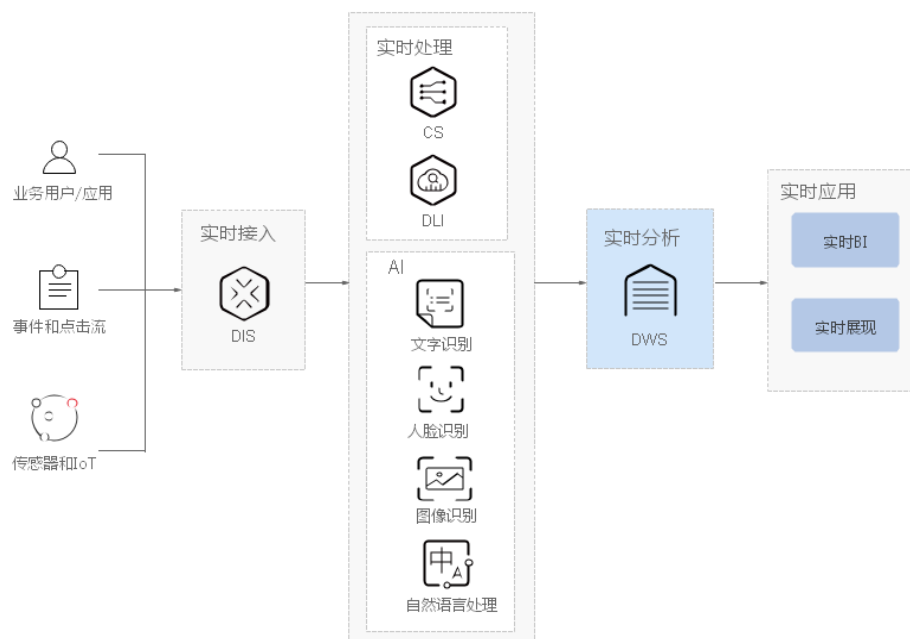 业务用户/应用
事件和点击流
传感器和IoT
实时接入
DIS
实时处理
CS
DLI
AI
文字识别
人脸识别
图像识别
中A
自然语言处理
实时分析
DWS
实时应用
实时BI
实时展现